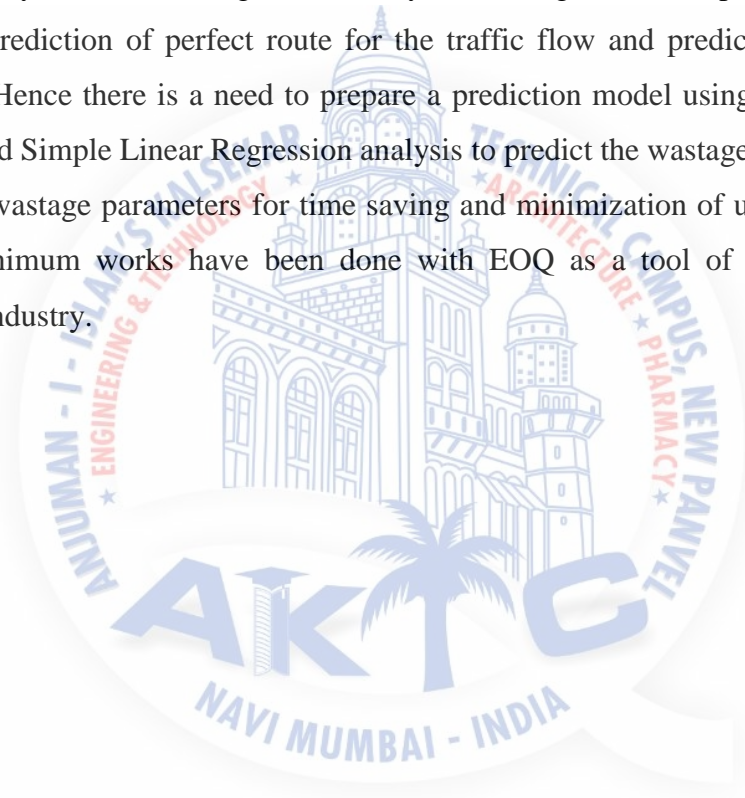 rediction of perfect route for the traffic flow and predic
Hence there is a need to prepare a prediction model using
d Simple Linear Regression analysis to predict the wastage
wastage parameters for time saving and minimization of u
nimum works have been done with EOQ as a tool of
ndustry.
ANJUMAN - I - ISLAM'S KALSEKAR TECHNICAL CAMPUS, NEW PANVEL
★ ENGINEERING & TECHNOLOGY ★ ★ ARCHITECTURE ★ PHARMACY ★
AKTC
NAVI MUMBAI - INDIA